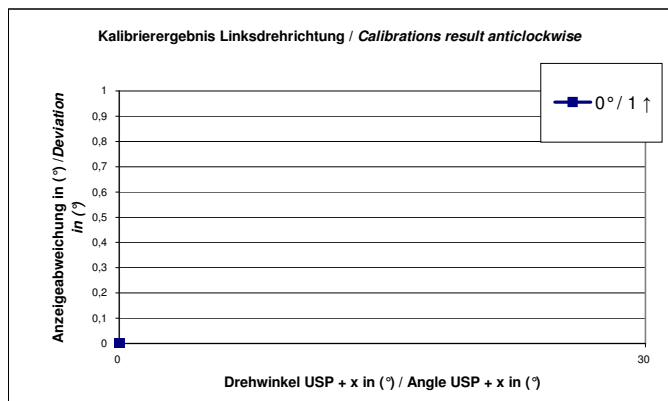 Kalibrierergebnis Linksdrehrichtung / Calibrations result anticlockwise
0°/ 1 ↑
Anzeigeabweichung in (°) /Deviation
in (°)
1
0,9
0,8
0,7
0,6
0,5
0,4
0,3
0,2
0,1
0
0
30
Drehwinkel USP + x in (°) / Angle USP + x in (°)